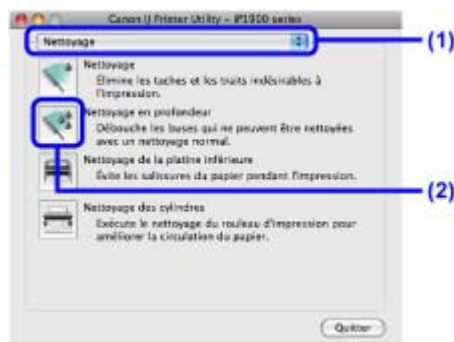 Canon IJ Printer Utility – iP1900 series
Nettoyage
(1)
Nettoyage
Élimine les taches et les traits indésirables à
l'impression.
Nettoyage en profondeur
Débouche les buses qui ne peuvent être nettoyées
avec un nettoyage normal.
Nettoyage de la platine inférieure
Évite les salissures du papier pendant l'impression.
(2)
Nettoyage des cylindres
Exécute le nettoyage du rouleau d'impression pour
améliorer la circulation du papier.
Quitter